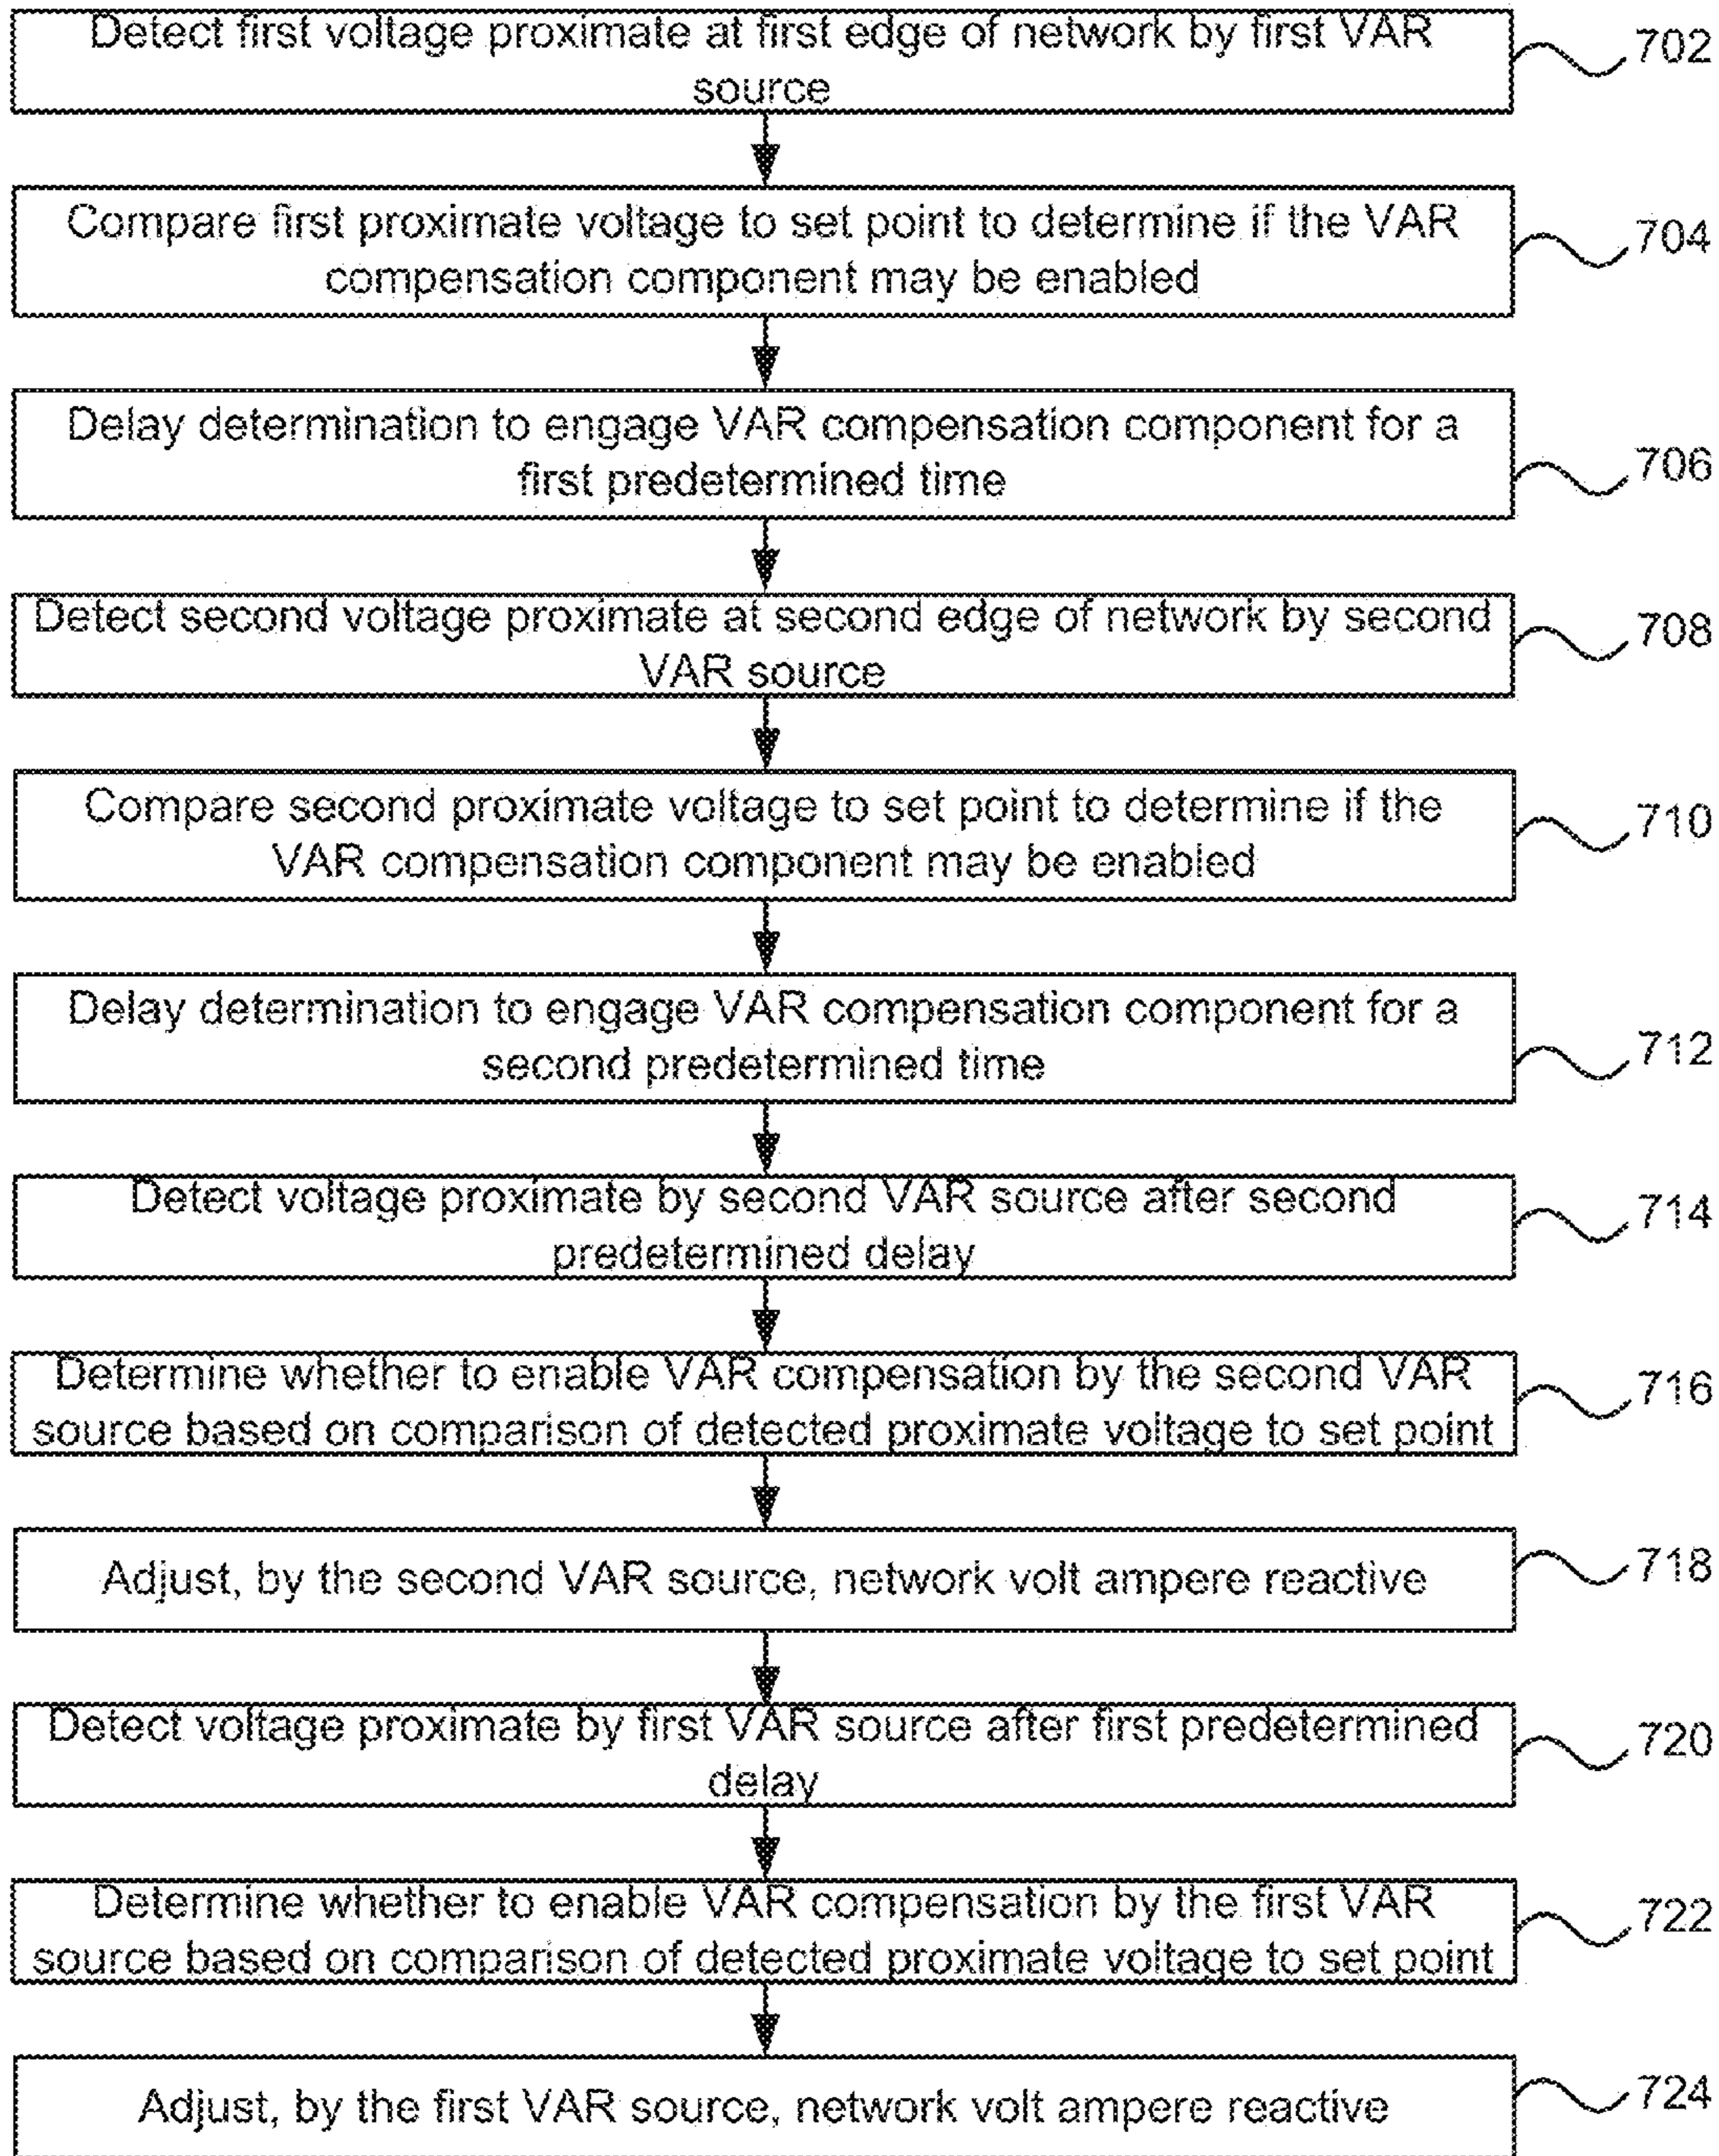 Detect first voltage proximate at first edge of network by first VAR
source
702
Compare first proximate voltage to set point to determine if the VAR
compensation component may be enabled
704
Delay determination to engage VAR compensation component for a
first predetermined time
706
Detect second voltage proximate at second edge of network by second
VAR source
708
Compare second proximate voltage to set point to determine if the
VAR compensation component may be enabled
710
Delay determination to engage VAR compensation component for a
second predetermined time
712
Detect voltage proximate by second VAR source after second
predetermined delay
714
Determine whether to enable VAR compensation by the second VAR
source based on comparison of detected proximate voltage to set point
716
Adjust, by the second VAR source, network volt ampere reactive
718
Detect voltage proximate by first VAR source after first predetermined
delay
720
Determine whether to enable VAR compensation by the first VAR
source based on comparison of detected proximate voltage to set point
722
Adjust, by the first VAR source, network volt ampere reactive
724